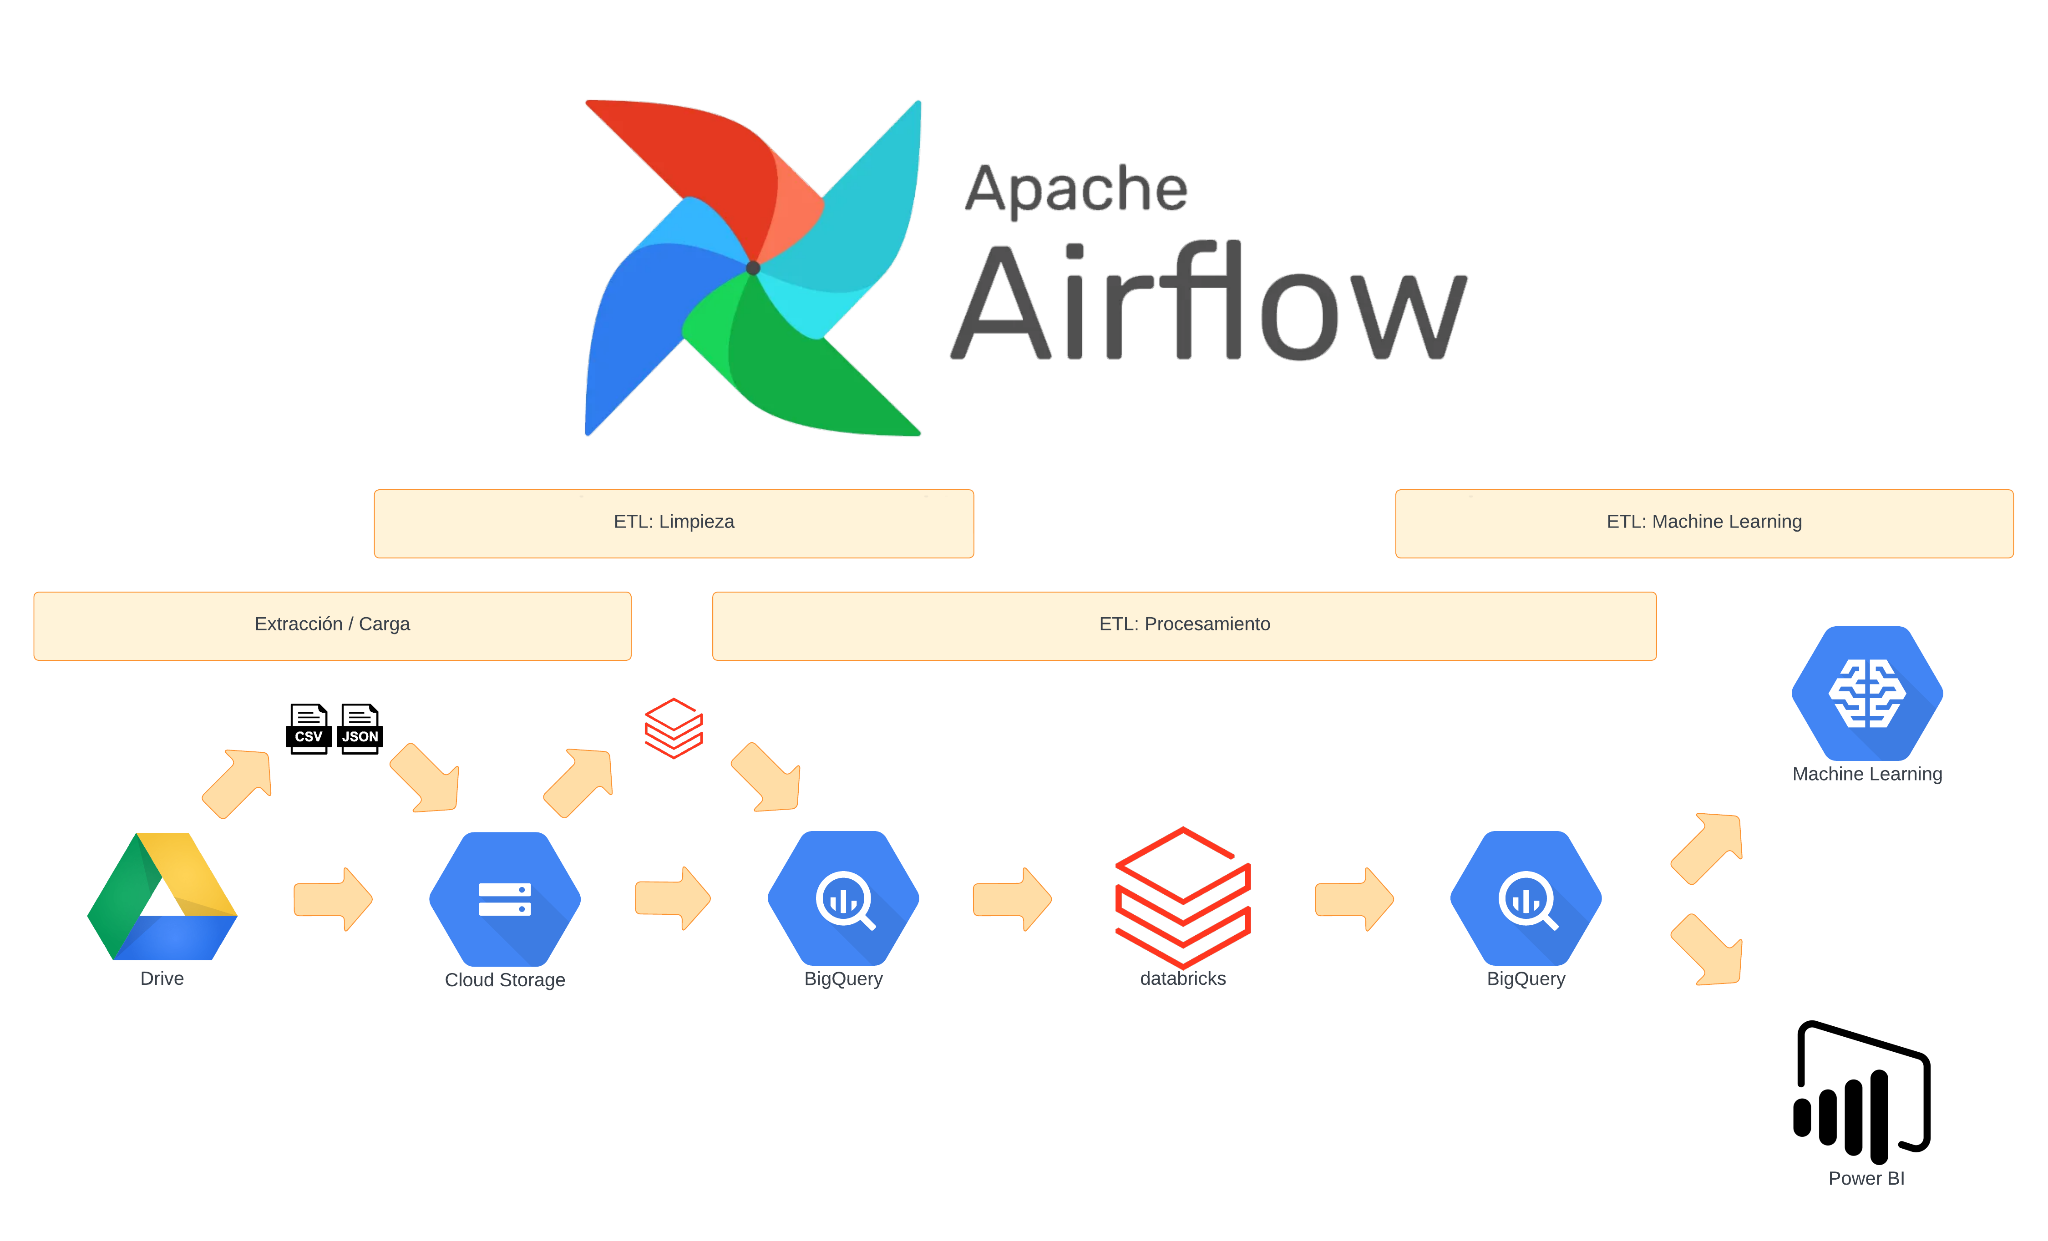 Apache
Airflow
ETL: Limpieza
ETL: Machine Learning
Extracción / Carga
ETL: Procesamiento
CSV
JSON
Machine Learning
Drive
Cloud Storage
BigQuery
databricks
BigQuery
Power BI